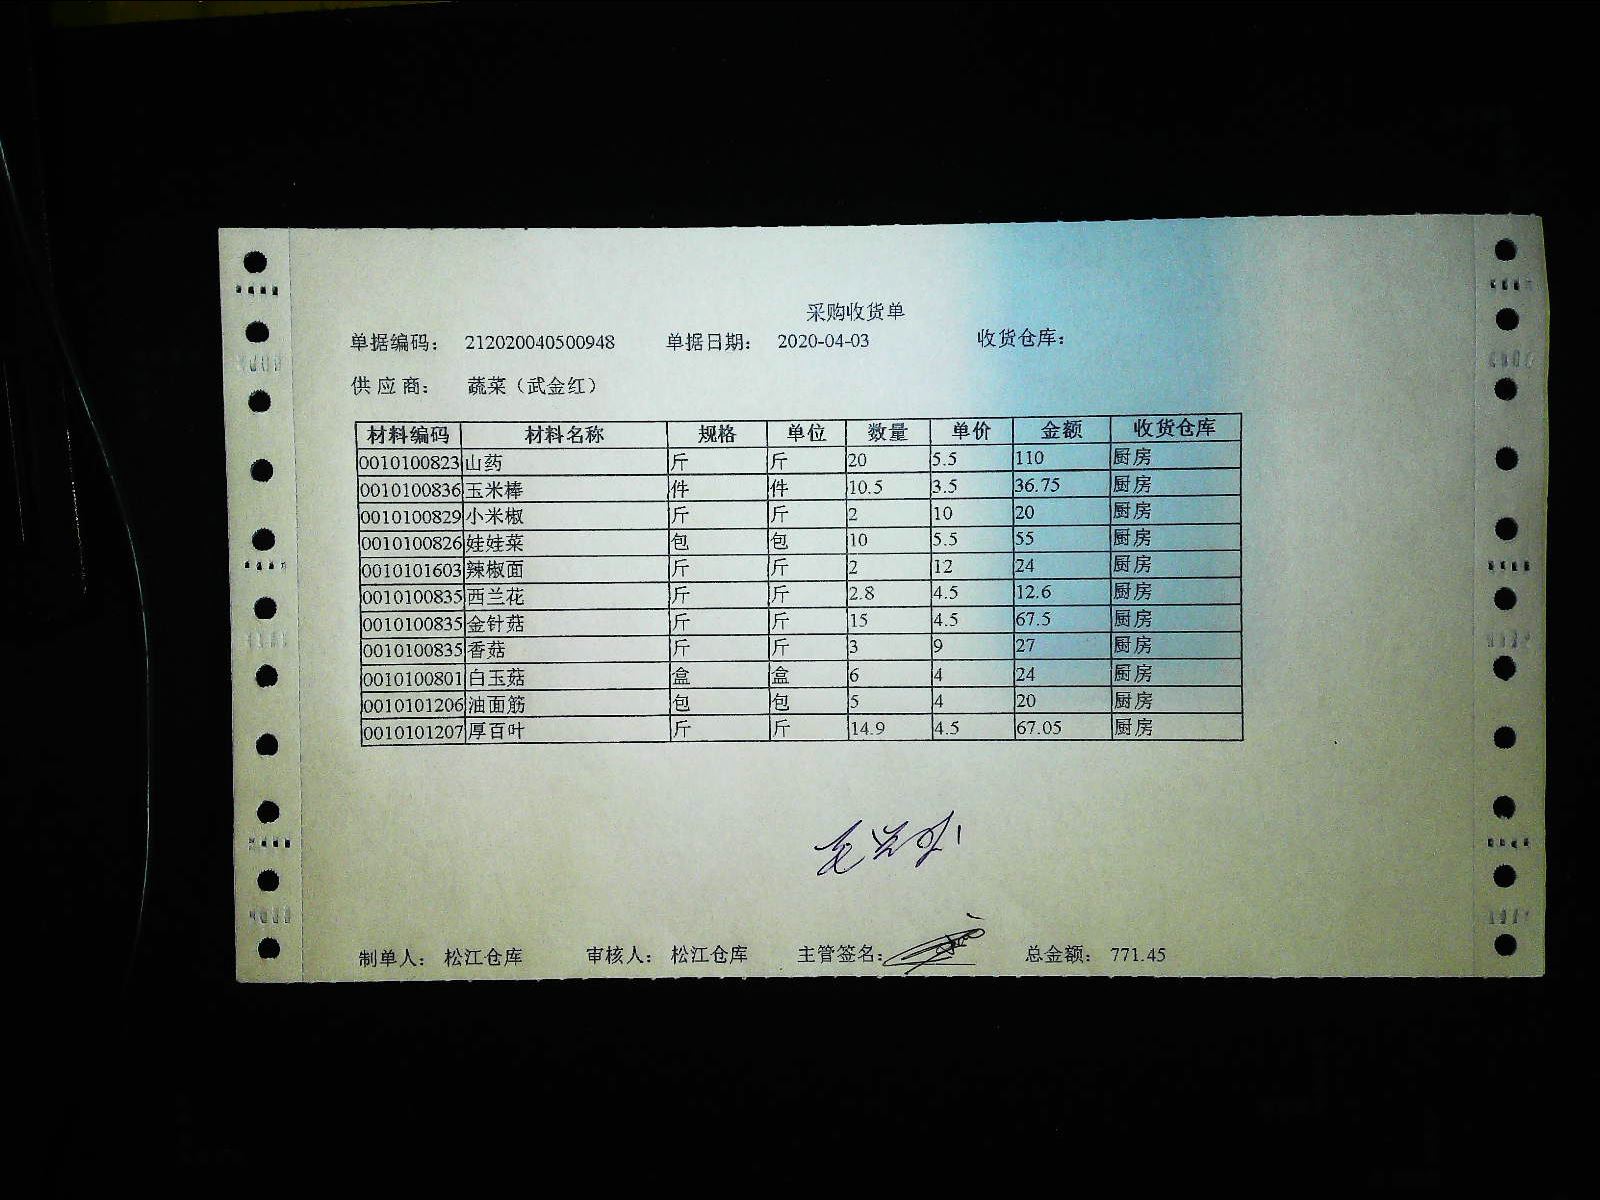 采购收货单
单据编码： 212020040500948 单据日期： 2020-04-03 收货仓库：
供应商： 蔬菜（武金红）
材料编码 材料名称 规格 单位 数量 单价 金额 收货仓库
0010100823 山药 斤 斤 20 5.5 110 厨房
0010100836 玉米棒 件 件 10.5 3.5 36.75 厨房
0010100829 小米椒 斤 斤 2 10 20 厨房
0010100826 娃娃菜 包 包 10 5.5 55 厨房
0010101603 辣椒面 斤 斤 2 12 24 厨房
0010100835 西兰花 斤 斤 2.8 4.5 12.6 厨房
0010100835 金针菇 斤 斤 15 4.5 67.5 厨房
0010100835 香菇 斤 斤 3 9 27 厨房
0010100801 白玉菇 盒 盒 6 4 24 厨房
0010101206 油面筋 包 包 5 4 20 厨房
0010101207 厚百叶 斤 斤 14.9 4.5 67.05 厨房
制单人： 松江仓库 审核人： 松江仓库 主管签名： 总金额： 771.45